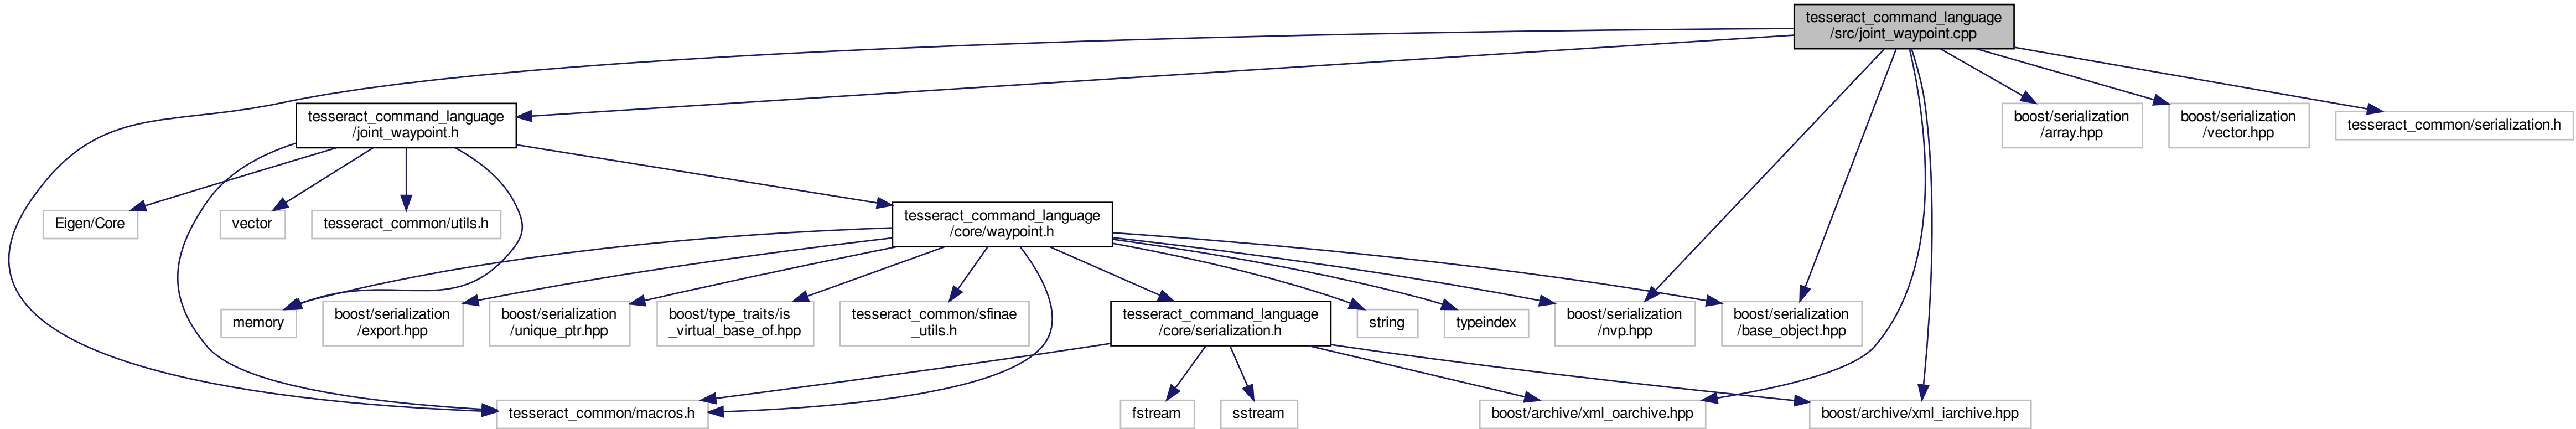 tesseract_command_language
/src/joint_waypoint.cpp
tesseract_command_language
/joint_waypoint.h
boost/serialization
/array.hpp
boost/serialization
/vector.hpp
tesseract_common/serialization.h
Eigen/Core
vector
tesseract_common/utils.h
tesseract_command_language
/core/waypoint.h
memory
boost/serialization
/export.hpp
boost/serialization
/unique_ptr.hpp
boost/type_traits/is
_virtual_base_of.hpp
tesseract_common/sfinae
_utils.h
tesseract_command_language
/core/serialization.h
string
typeindex
boost/serialization
/nvp.hpp
boost/serialization
/base_object.hpp
tesseract_common/macros.h
fstream
sstream
boost/archive/xml_oarchive.hpp
boost/archive/xml_iarchive.hpp